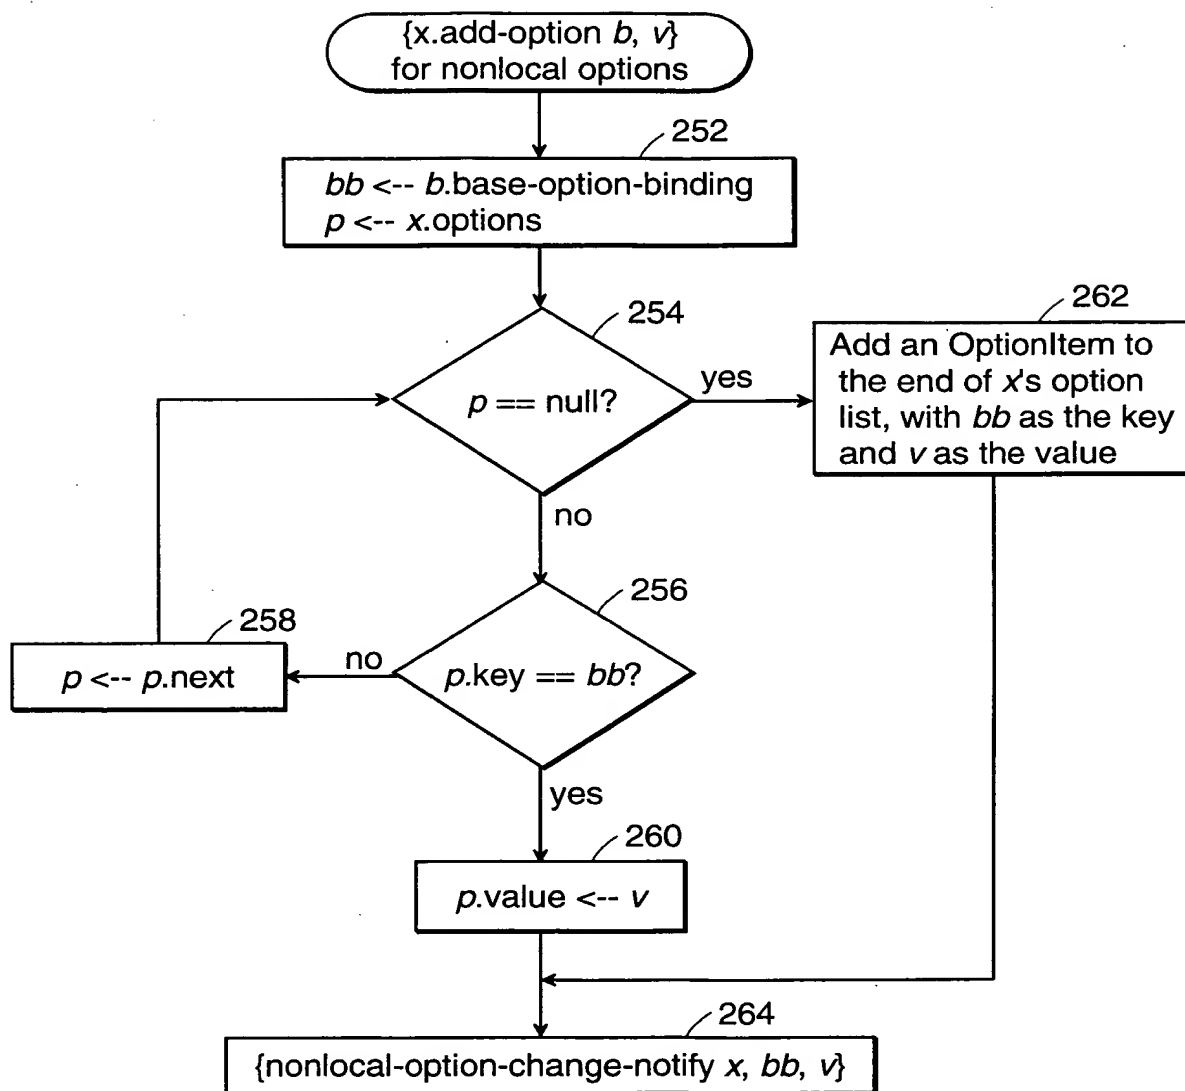 {x.add-option b, v}
for nonlocal options
252
bb <-- b.base-option-binding
p <-- x.options
254
p == null?
yes
no
262
Add an OptionItem to
the end of x's option
list, with bb as the key
and v as the value
256
p.key == bb?
no
yes
258
p <-- p.next
260
p.value <-- v
264
{nonlocal-option-change-notify x, bb, v}